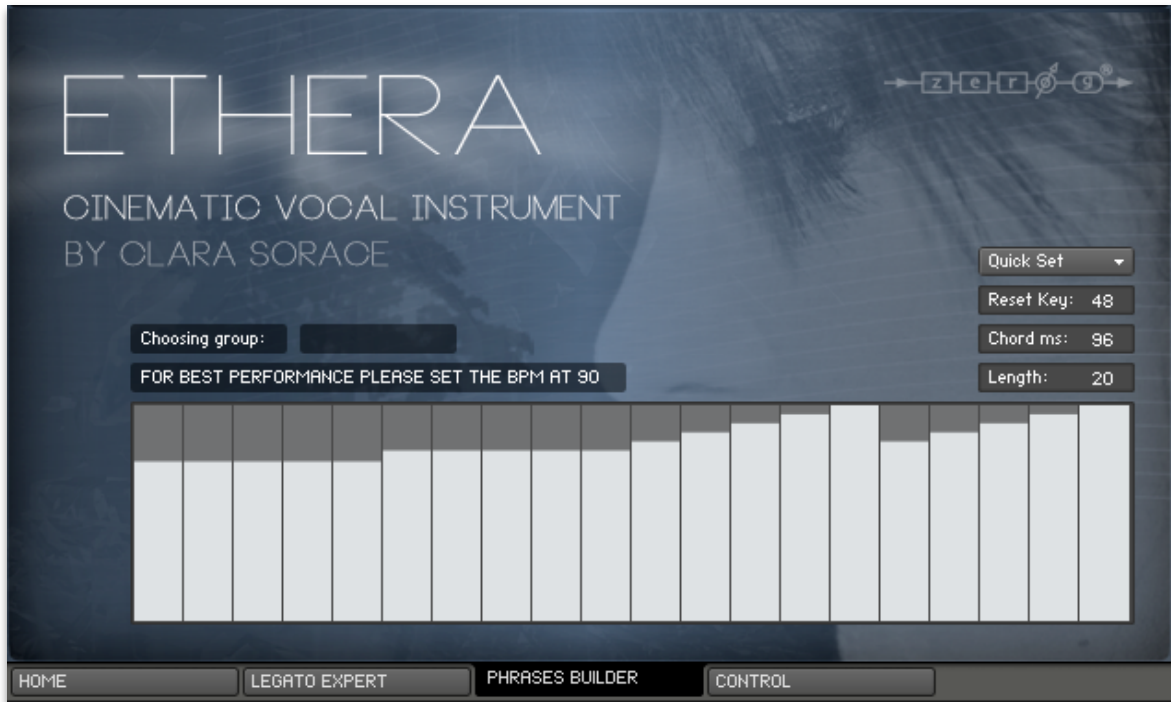 ETHERA
zerøg®
CINEMATIC VOCAL INSTRUMENT
BY CLARA SORACE
Quick Set
Reset Key: 48
Choosing group:
Chord ms: 96
FOR BEST PERFORMANCE PLEASE SET THE BPM AT 90
Length: 20
HOME
LEGATO EXPERT
PHRASES BUILDER
CONTROL